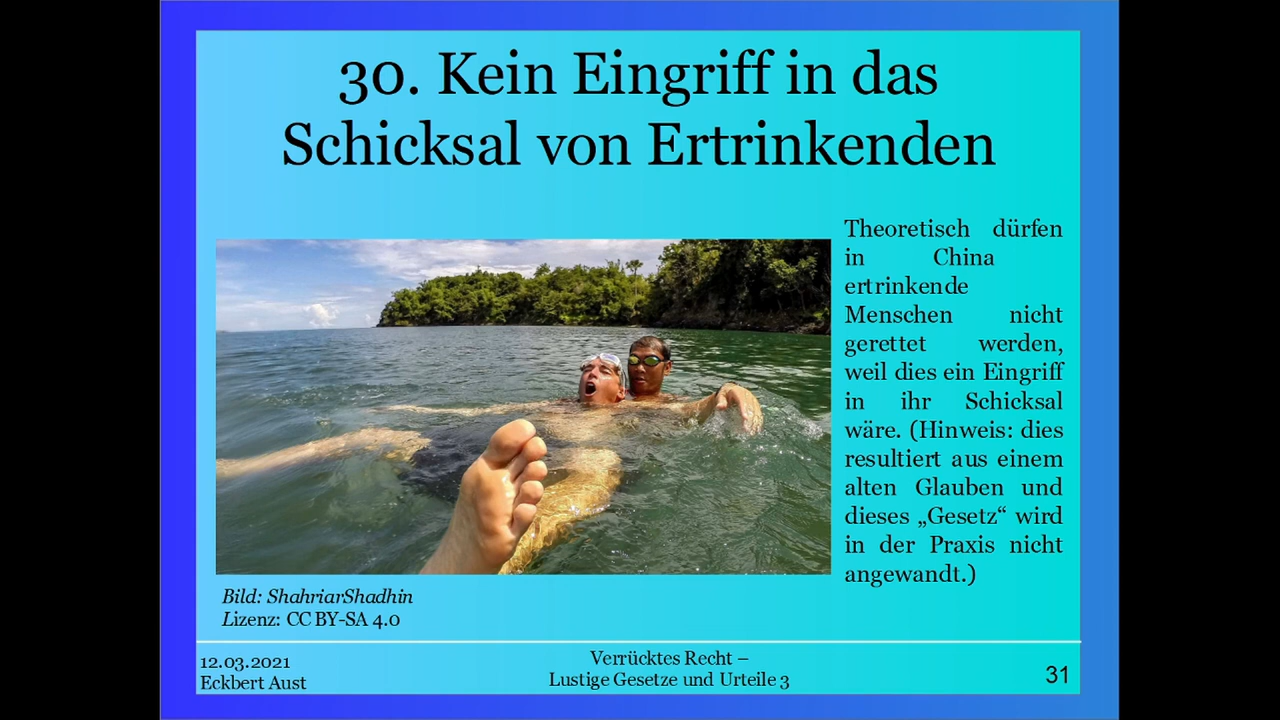 30. Kein Eingriff in das
Schicksal von Ertrinkenden
Theoretisch dürfen
in China
ertrinkende
Menschen nicht
gerettet werden,
weil dies ein Eingriff
in ihr Schicksal
wäre. (Hinweis: dies
resultiert aus einem
alten Glauben und
dieses „Gesetz“ wird
in der Praxis nicht
angewandt.)
Bild: ShahriarShadhin
Lizenz: CC BY-SA 4.0
12.03.2021
Eckbert Aust
Verrücktes Recht –
Lustige Gesetze und Urteile 3
31